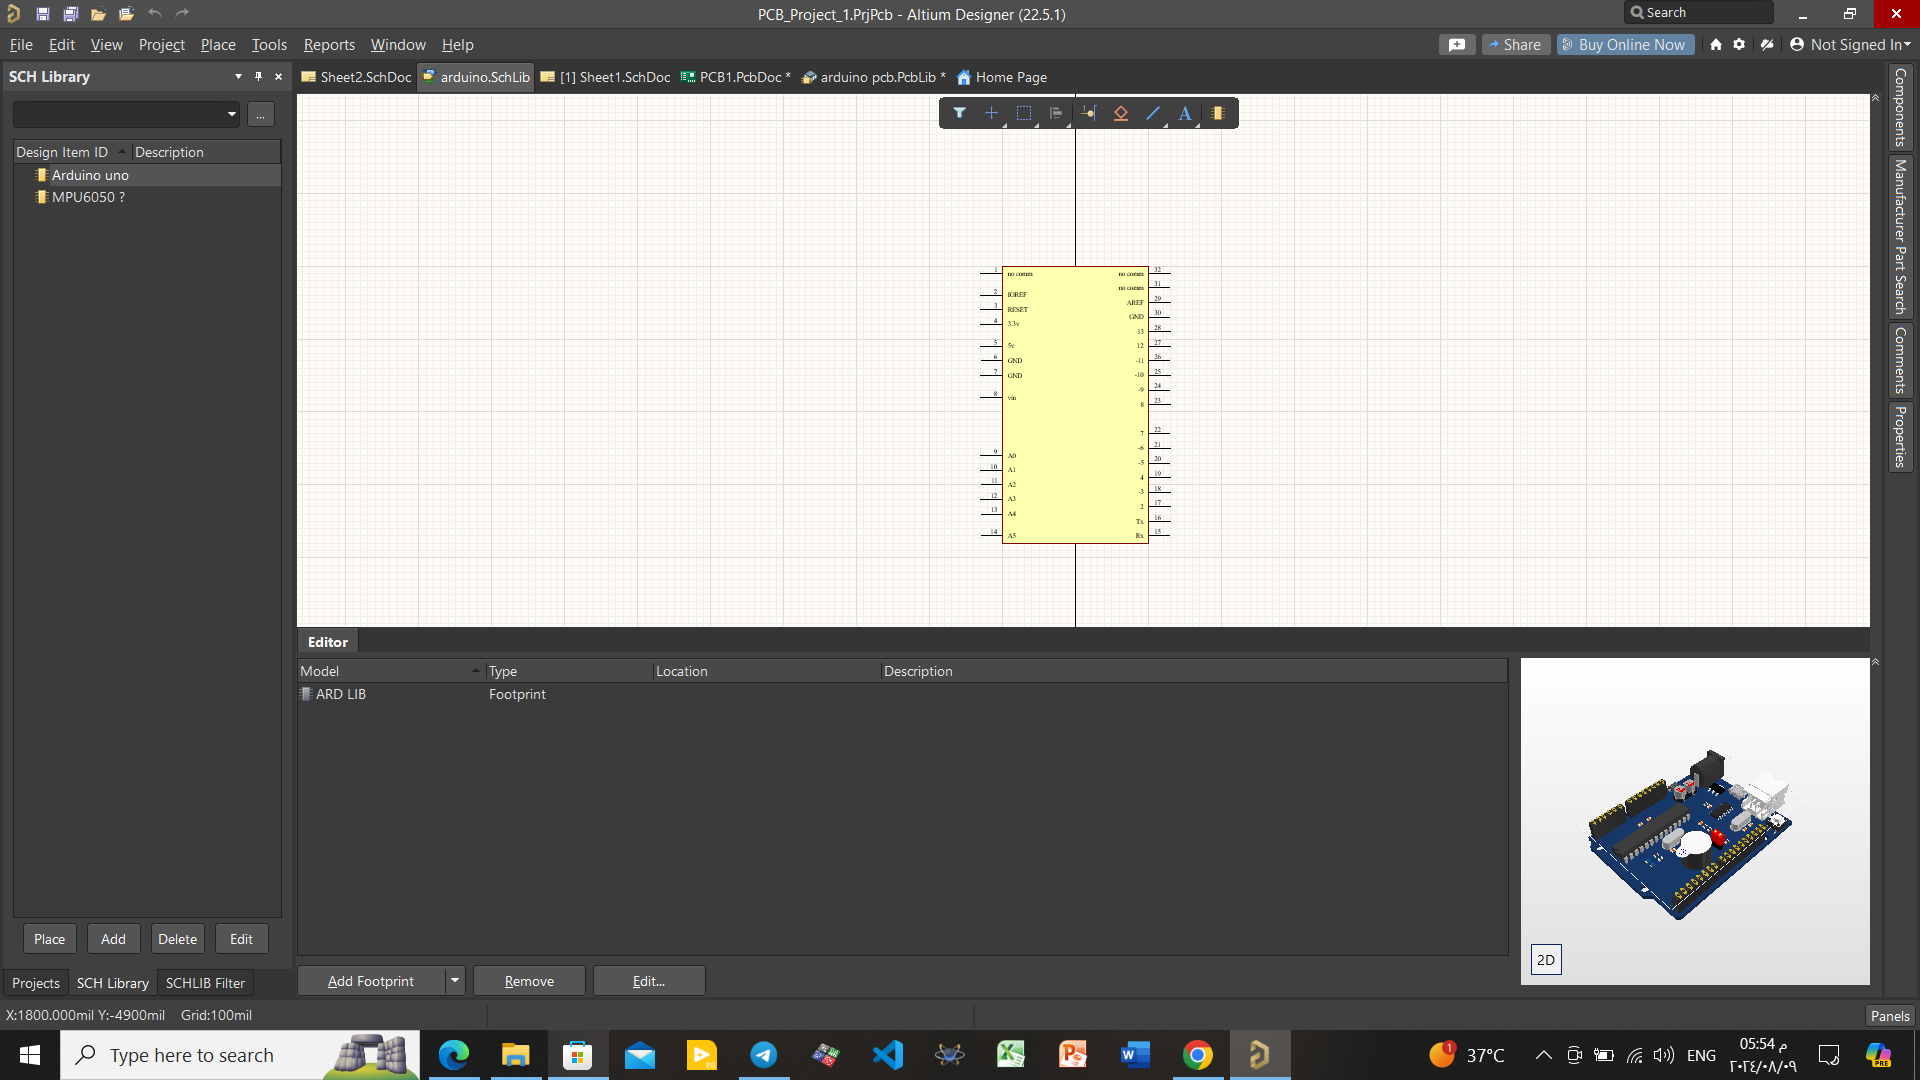 PCB_Project_1.PrjPcb - Altium Designer (22.5.1)
Search
File Edit View Project Place Tools Reports Window Help
Share
Buy Online Now
Not Signed In
SCH Library
Sheet2.SchDoc
arduino.SchLib
[1] Sheet1.SchDoc
PCB1.PcbDoc *
arduino pcb.PcbLib *
Home Page
...
Design Item ID Description
Arduino uno
MPU6050 ?
1 no comm
2 IOREF
3 RESET
4 3.3v
5 5v
6 GND
7 GND
8 vin
9 A0
10 A1
11 A2
12 A3
13 A4
14 A5
no comm 32
no comm 31
AREF 29
GND 30
13 28
12 27
-11 26
-10 25
-9 24
8 23
7 22
-6 21
-5 20
4 19
-3 18
2 17
Tx 16
Rx 15
Components
Manufacturer Part Search
Comments
Properties
Editor
Model Type Location Description
ARD LIB Footprint
2D
Place Add Delete Edit
Add Footprint Remove Edit...
Projects SCH Library SCHLIB Filter
X:1800.000mil Y:-4900mil Grid:100mil
Panels
Type here to search
1
37°C
ENG
05:54 م
٢٠٢٤/٠٨/٠٩
PRE